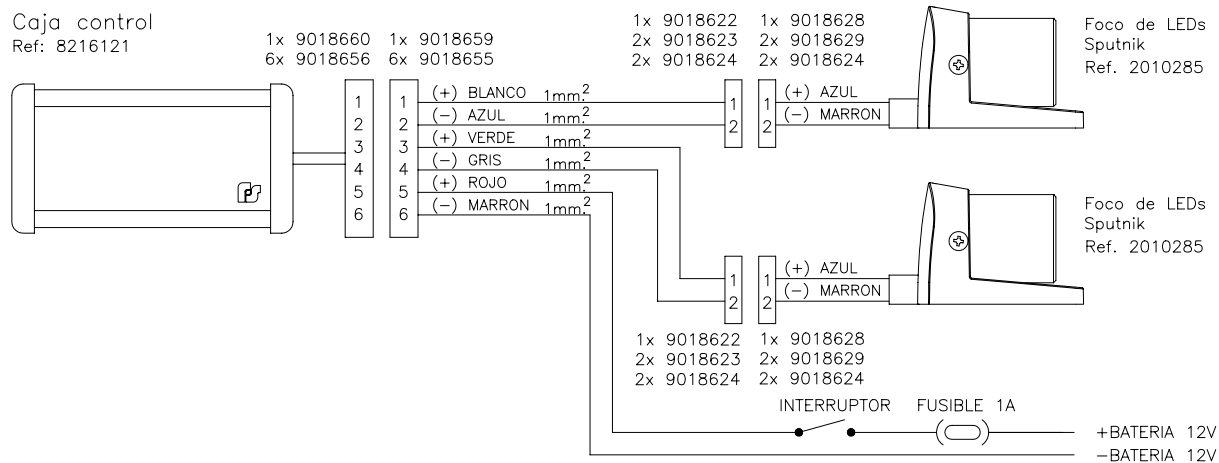 Caja control
Ref: 8216121
1x 9018660
6x 9018656
1x 9018659
6x 9018655
1x 9018622
2x 9018623
2x 9018624
1x 9018628
2x 9018629
2x 9018624
Foco de LEDs
Sputnik
Ref. 2010285
1
2
3
4
5
6
1
2
3
4
5
6
(+) BLANCO 1mm.²
(-) AZUL 1mm.²
(+) VERDE 1mm.²
(-) GRIS 1mm.²
(+) ROJO 1mm.²
(-) MARRON 1mm.²
1
2
1
2
(+) AZUL
(-) MARRON
Foco de LEDs
Sputnik
Ref. 2010285
1
2
1
2
(+) AZUL
(-) MARRON
1x 9018622
2x 9018623
2x 9018624
1x 9018628
2x 9018629
2x 9018624
INTERRUPTOR
FUSIBLE 1A
+BATERIA 12V
-BATERIA 12V